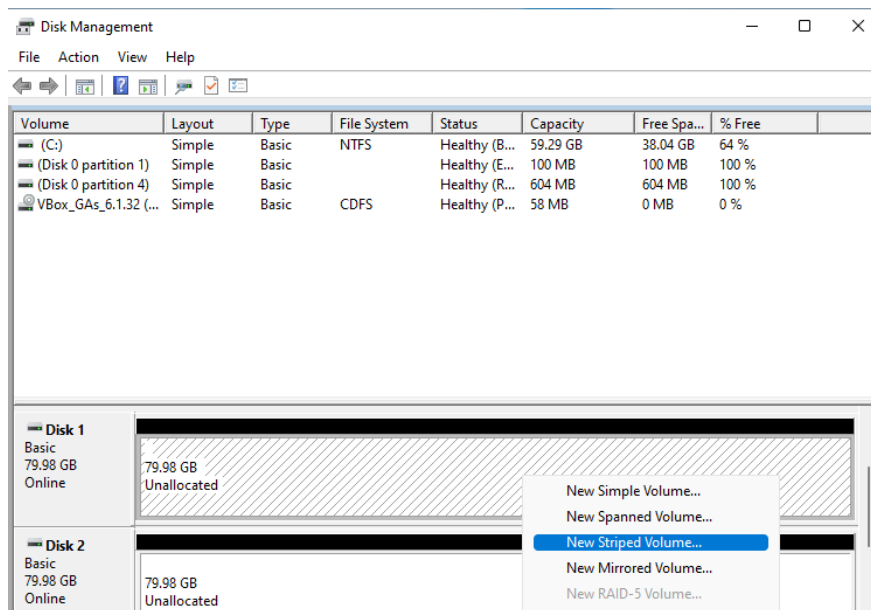 Disk Management
File Action View Help
Volume Layout Type File System Status Capacity Free Spa... % Free
(C:) Simple Basic NTFS Healthy (B... 59.29 GB 38.04 GB 64 %
(Disk 0 partition 1) Simple Basic Healthy (E... 100 MB 100 MB 100 %
(Disk 0 partition 4) Simple Basic Healthy (R... 604 MB 604 MB 100 %
VBox_GAs_6.1.32 (... Simple Basic CDFS Healthy (P... 58 MB 0 MB 0 %
Disk 1
Basic
79.98 GB
Online
79.98 GB
Unallocated
New Simple Volume...
New Spanned Volume...
New Striped Volume...
New Mirrored Volume...
New RAID-5 Volume...
Disk 2
Basic
79.98 GB
Online
79.98 GB
Unallocated